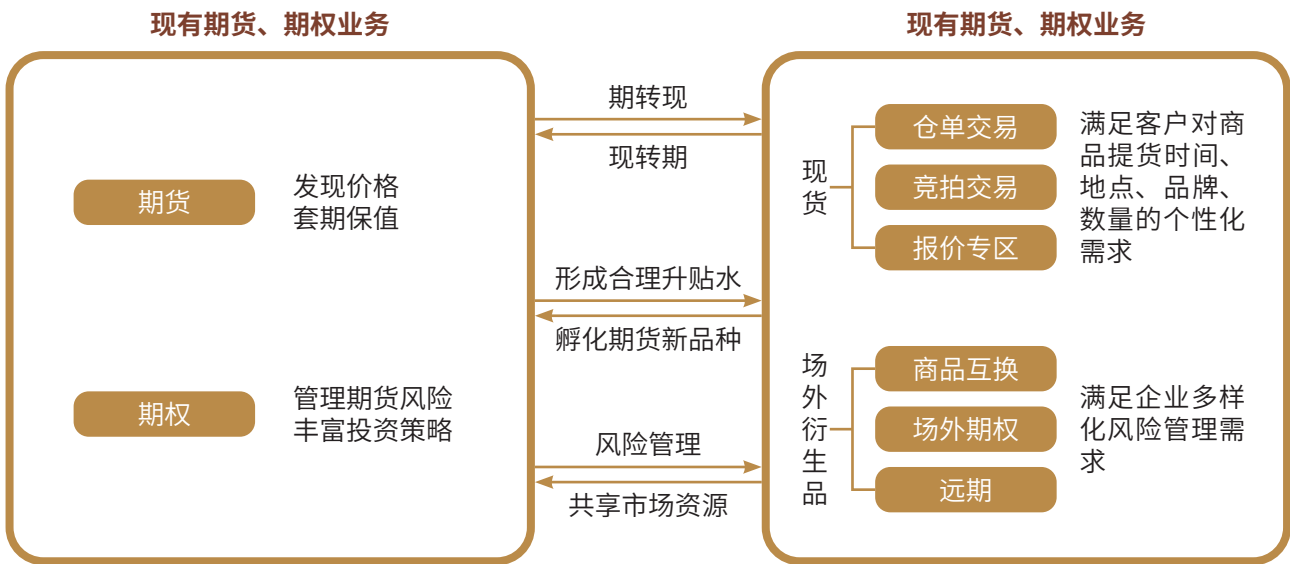 现有期货、期权业务
期货
发现价格
套期保值
期权
管理期货风险
丰富投资策略
期转现
现转期
形成合理升贴水
孵化期货新品种
风险管理
共享市场资源
现有期货、期权业务
现货
仓单交易
竞拍交易
报价专区
满足客户对商
品提货时间、
地点、品牌、
数量的个性化
需求
场外衍生品
商品互换
场外期权
远期
满足企业多样
化风险管理需
求